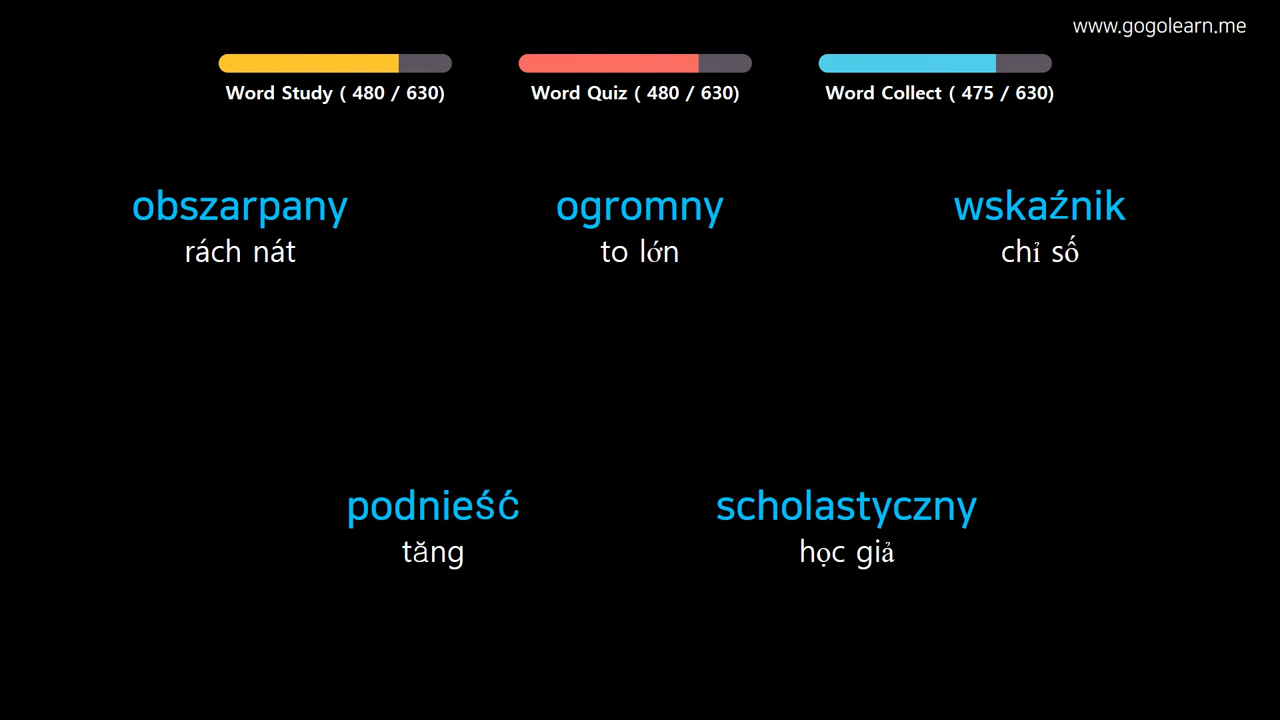 www.gogolearn.me
Word Study ( 480 / 630)
Word Quiz ( 480 / 630)
Word Collect ( 475 / 630)
obszarpany
rách nát
ogromny
to lớn
wskaźnik
chỉ số
podnieść
tăng
scholastyczny
học giả